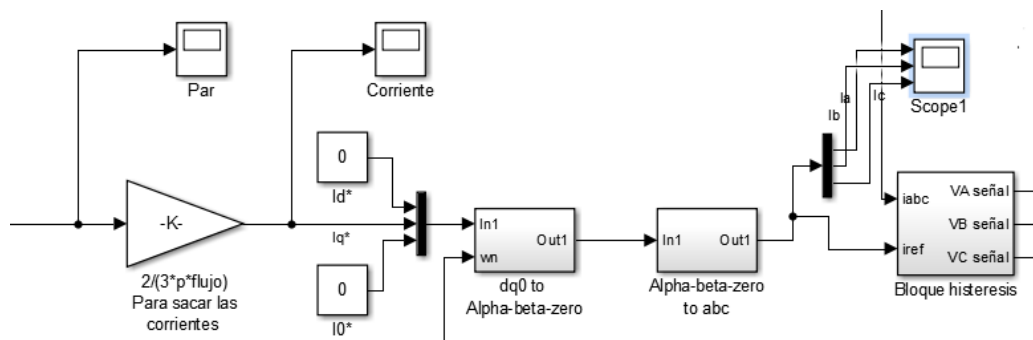 Par
Corriente
Ia
Ic
Ib
Scope1
0
Id*
-K-
Iq*
2/(3*p*flujo)
Para sacar las
corrientes
0
I0*
In1
wn
Out1
dq0 to
Alpha-beta-zero
In1
Out1
Alpha-beta-zero
to abc
iabc
iref
VA señal
VB señal
VC señal
Bloque histeresis